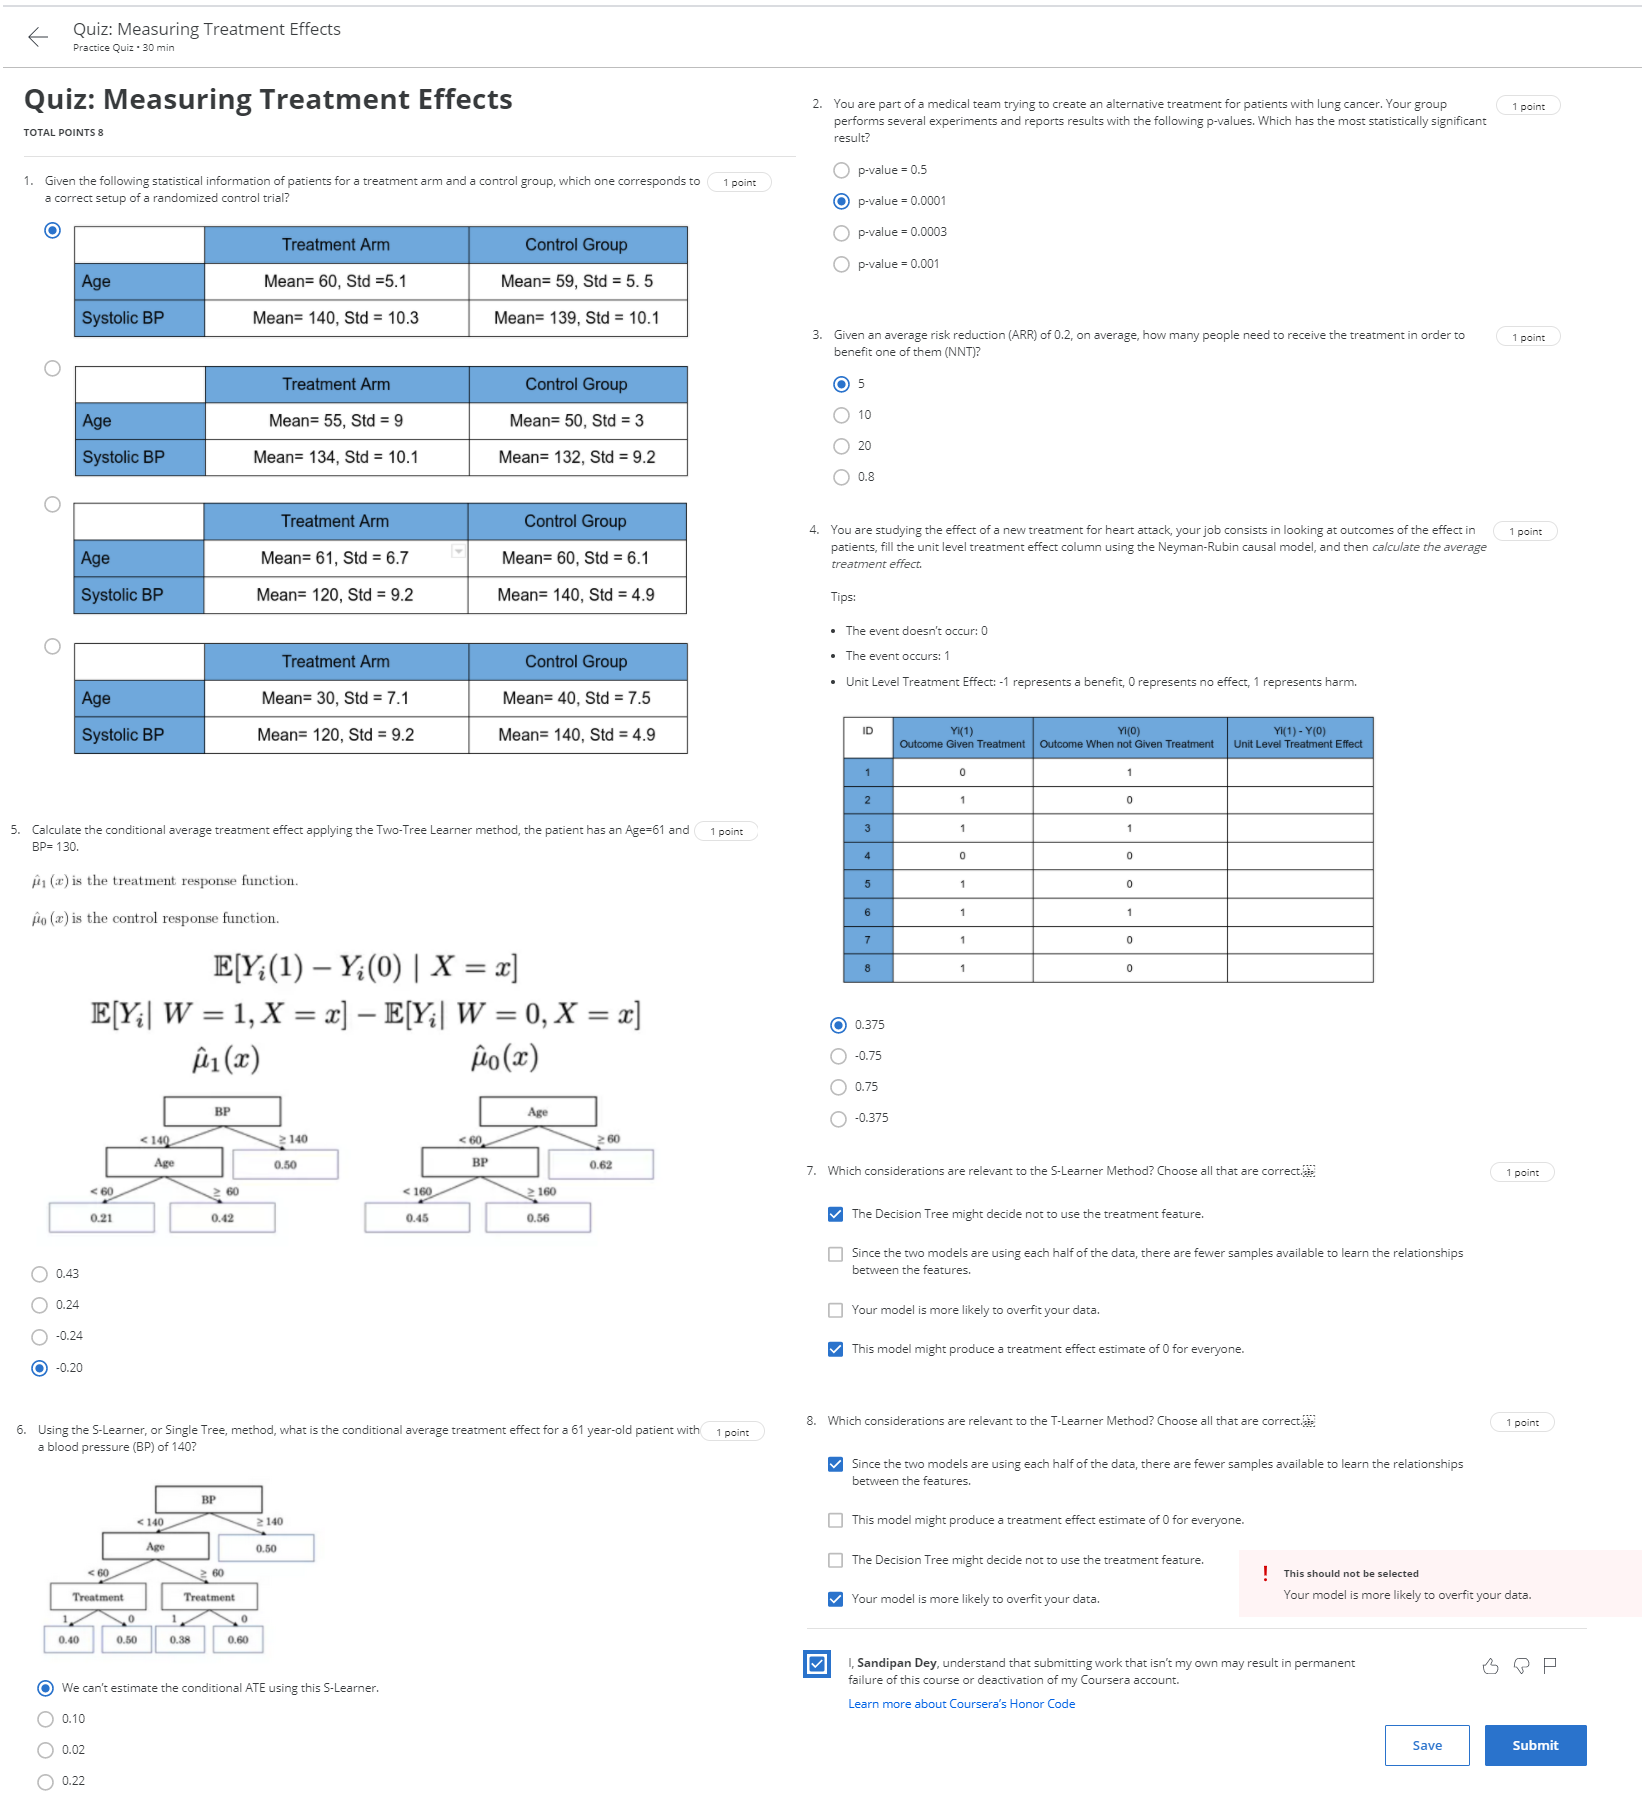 Quiz: Measuring Treatment Effects
Practice Quiz • 30 min
Quiz: Measuring Treatment Effects
TOTAL POINTS 8
1. Given the following statistical information of patients for a treatment arm and a control group, which one corresponds to
a correct setup of a randomized control trial?
1 point
Treatment Arm Control Group
Age Mean= 60, Std =5.1 Mean= 59, Std = 5. 5
Systolic BP Mean= 140, Std = 10.3 Mean= 139, Std = 10.1
Treatment Arm Control Group
Age Mean= 55, Std = 9 Mean= 50, Std = 3
Systolic BP Mean= 134, Std = 10.1 Mean= 132, Std = 9.2
Treatment Arm Control Group
Age Mean= 61, Std = 6.7 Mean= 60, Std = 6.1
Systolic BP Mean= 120, Std = 9.2 Mean= 140, Std = 4.9
Treatment Arm Control Group
Age Mean= 30, Std = 7.1 Mean= 40, Std = 7.5
Systolic BP Mean= 120, Std = 9.2 Mean= 140, Std = 4.9
2. You are part of a medical team trying to create an alternative treatment for patients with lung cancer. Your group
performs several experiments and reports results with the following p-values. Which has the most statistically significant
result?
1 point
p-value = 0.5
p-value = 0.0001
p-value = 0.0003
p-value = 0.001
3. Given an average risk reduction (ARR) of 0.2, on average, how many people need to receive the treatment in order to
benefit one of them (NNT)?
1 point
5
10
20
0.8
4. You are studying the effect of a new treatment for heart attack, your job consists in looking at outcomes of the effect in
patients, fill the unit level treatment effect column using the Neyman-Rubin causal model, and then calculate the average
treatment effect.
1 point
Tips:
• The event doesn't occur: 0
• The event occurs: 1
• Unit Level Treatment Effect: -1 represents a benefit, 0 represents no effect, 1 represents harm.
ID Yi(1) Yi(0) Yi(1) - Y(0)
Outcome Given Treatment Outcome When not Given Treatment Unit Level Treatment Effect
1 0 1
2 1 0
3 1 1
4 0 0
5 1 0
6 1 1
7 1 0
8 1 0
0.375
-0.75
0.75
-0.375
5. Calculate the conditional average treatment effect applying the Two-Tree Learner method, the patient has an Age=61 and
BP= 130.
1 point
μ̂₁ (x) is the treatment response function.
μ̂₀ (x) is the control response function.
𝔼[Yᵢ(1) − Yᵢ(0) | X = x]
𝔼[Yᵢ| W = 1, X = x] − 𝔼[Yᵢ| W = 0, X = x]
μ̂₁(x) μ̂₀(x)
BP Age
< 140 ≥ 140 < 60 ≥ 60
Age 0.50 BP 0.62
< 60 ≥ 60 < 160 ≥ 160
0.21 0.42 0.45 0.56
0.43
0.24
-0.24
-0.20
6. Using the S-Learner, or Single Tree, method, what is the conditional average treatment effect for a 61 year-old patient with
a blood pressure (BP) of 140?
1 point
BP
< 140 ≥ 140
Age 0.50
< 60 ≥ 60
Treatment Treatment
1 0 1 0
0.40 0.50 0.38 0.60
We can't estimate the conditional ATE using this S-Learner.
0.10
0.02
0.22
7. Which considerations are relevant to the S-Learner Method? Choose all that are correct.
1 point
The Decision Tree might decide not to use the treatment feature.
Since the two models are using each half of the data, there are fewer samples available to learn the relationships
between the features.
Your model is more likely to overfit your data.
This model might produce a treatment effect estimate of 0 for everyone.
8. Which considerations are relevant to the T-Learner Method? Choose all that are correct.
1 point
Since the two models are using each half of the data, there are fewer samples available to learn the relationships
between the features.
This model might produce a treatment effect estimate of 0 for everyone.
The Decision Tree might decide not to use the treatment feature.
Your model is more likely to overfit your data.
! This should not be selected
Your model is more likely to overfit your data.
I, Sandipan Dey, understand that submitting work that isn't my own may result in permanent
failure of this course or deactivation of my Coursera account.
Learn more about Coursera's Honor Code
Save Submit